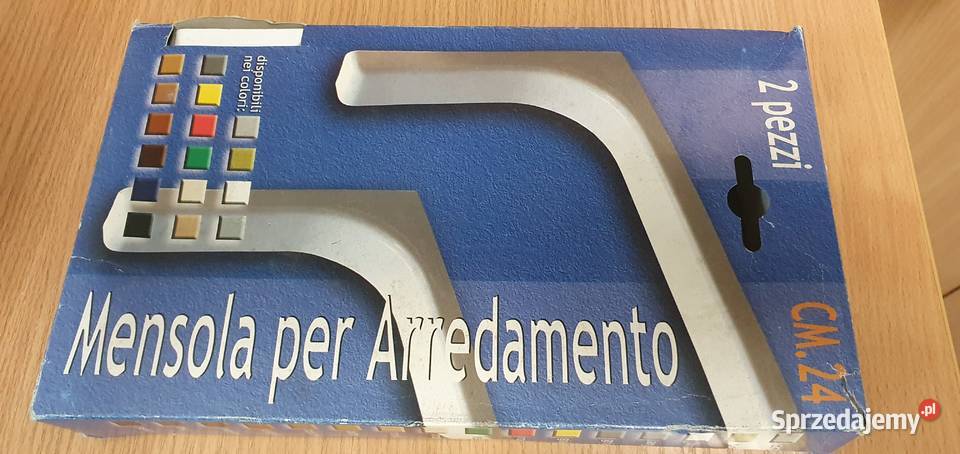 disponibili
nei colori:
2 pezzi
Mensola per Arredamento
CM. 24
Sprzedajemy.pl